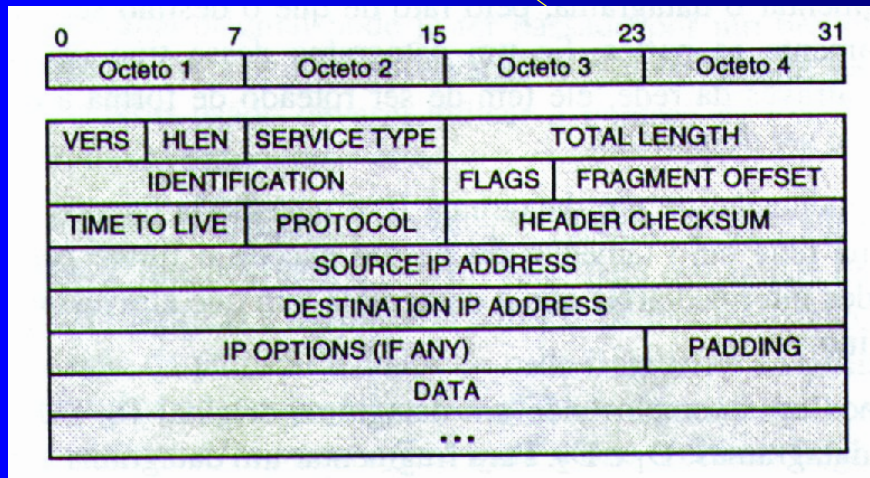 0 7 15 23 31
Octeto 1 Octeto 2 Octeto 3 Octeto 4
VERS HLEN SERVICE TYPE TOTAL LENGTH
IDENTIFICATION FLAGS FRAGMENT OFFSET
TIME TO LIVE PROTOCOL HEADER CHECKSUM
SOURCE IP ADDRESS
DESTINATION IP ADDRESS
IP OPTIONS (IF ANY) PADDING
DATA
...